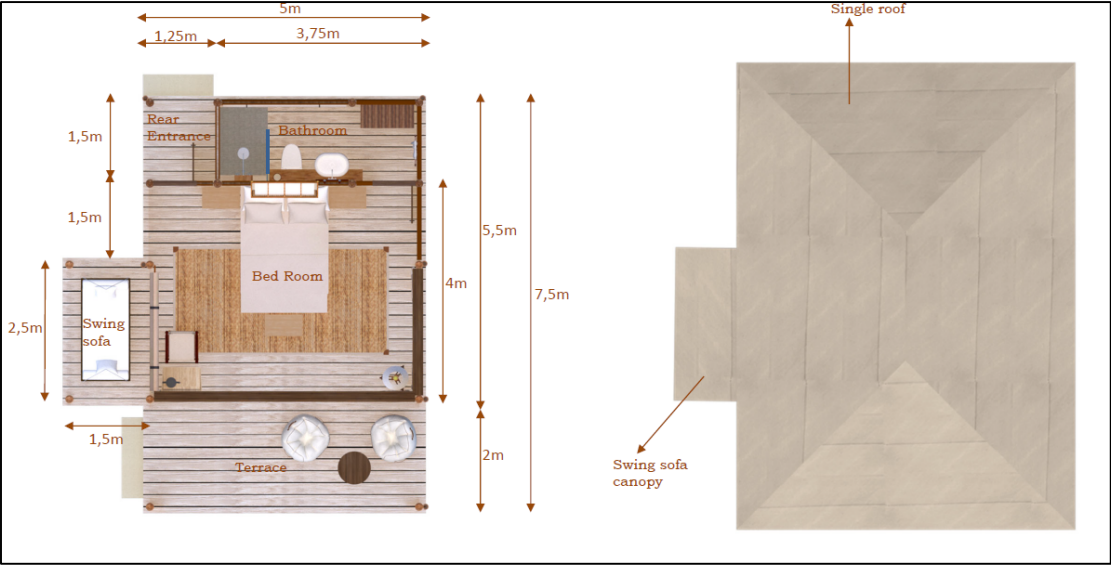 5m
1,25m
3,75m
Rear
Entrance
Bathroom
1,5m
1,5m
Bed Room
5,5m
4m
7,5m
2,5m
Swing
sofa
1,5m
Terrace
2m
Single roof
Swing sofa
canopy